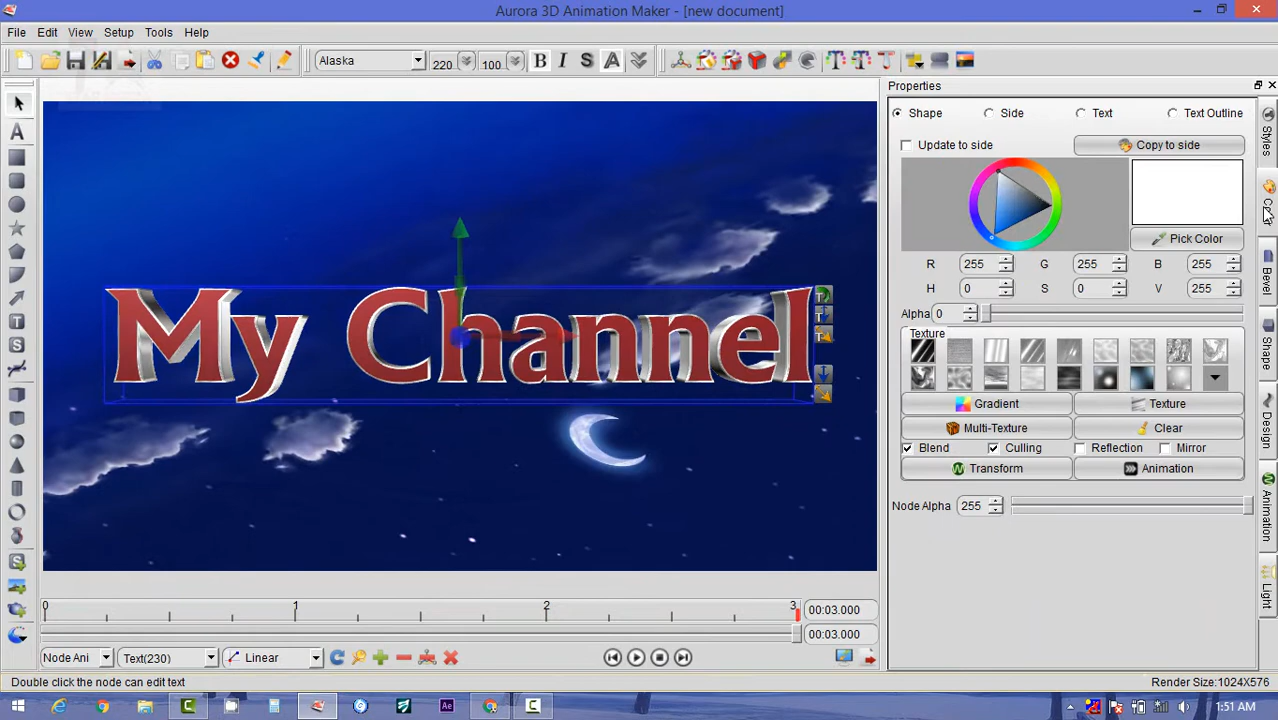 Aurora 3D Animation Maker - [new document]
File Edit View Setup Tools Help
Alaska 220 100 B I S A
Properties
Shape Side Text Text Outline
Update to side Copy to side
Pick Color
R 255 G 255 B 255
H 0 S 0 V 255
Alpha 0
Texture
Gradient Texture
Multi-Texture Clear
Blend Culling Reflection Mirror
Transform Animation
Node Alpha 255
Styles
Bevel
Shape
Design
Animation
Light
My Channel
0 1 2 3 00:03.000
00:03.000
Node Ani Text(230) Linear
Double click the node can edit text Render Size:1024X576
1:51 AM